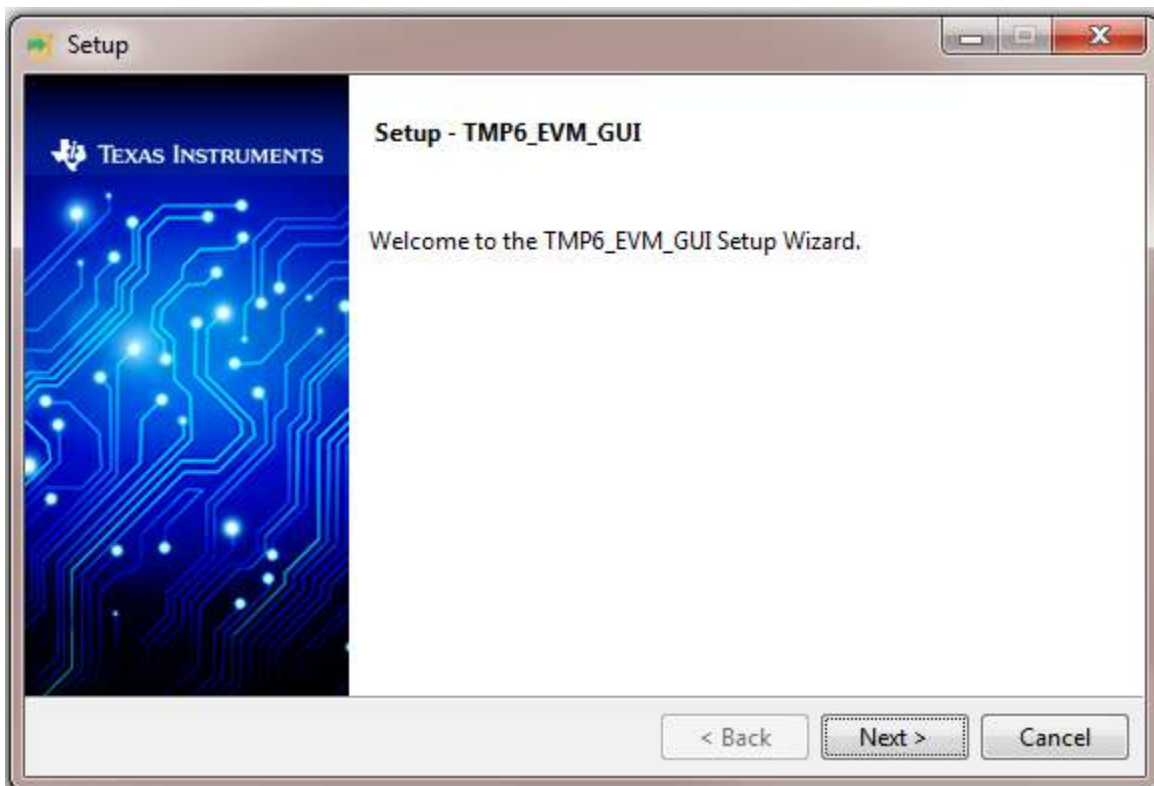 Setup
TEXAS INSTRUMENTS
Setup - TMP6_EVM_GUI
Welcome to the TMP6_EVM_GUI Setup Wizard.
< Back
Next >
Cancel